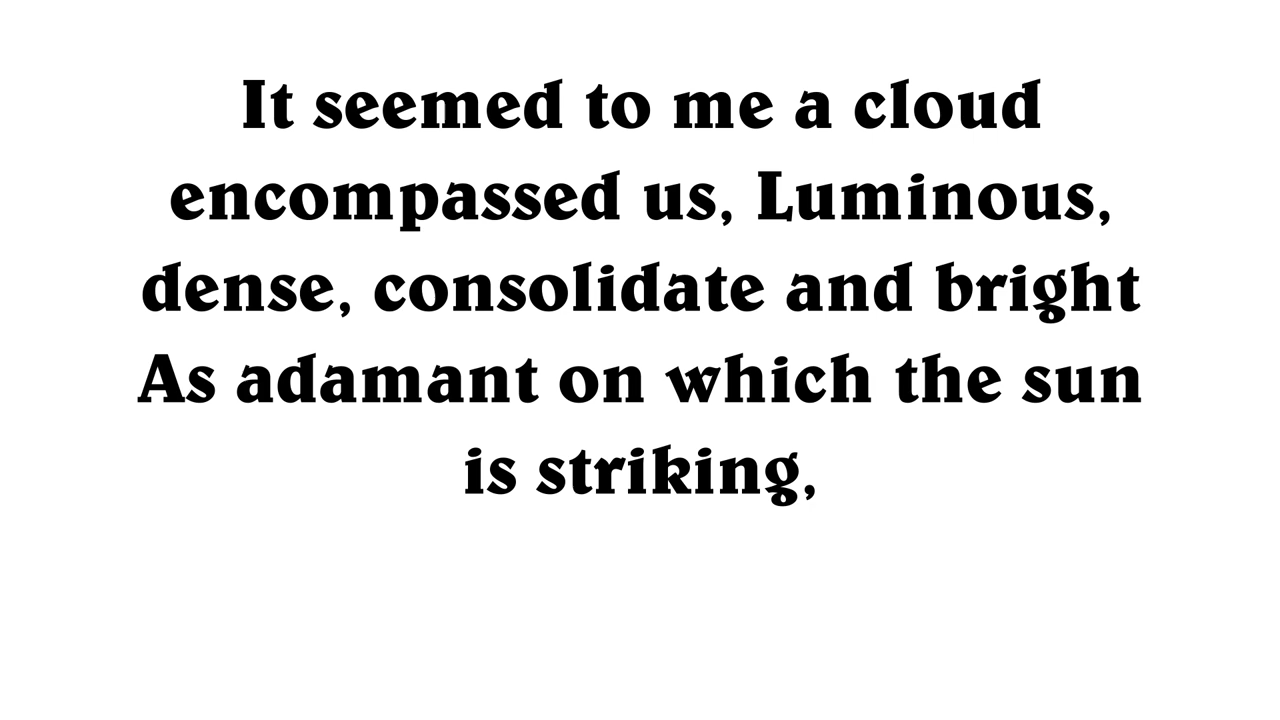 It seemed to me a cloud
encompassed us, Luminous,
dense, consolidate and bright
As adamant on which the sun
is striking,